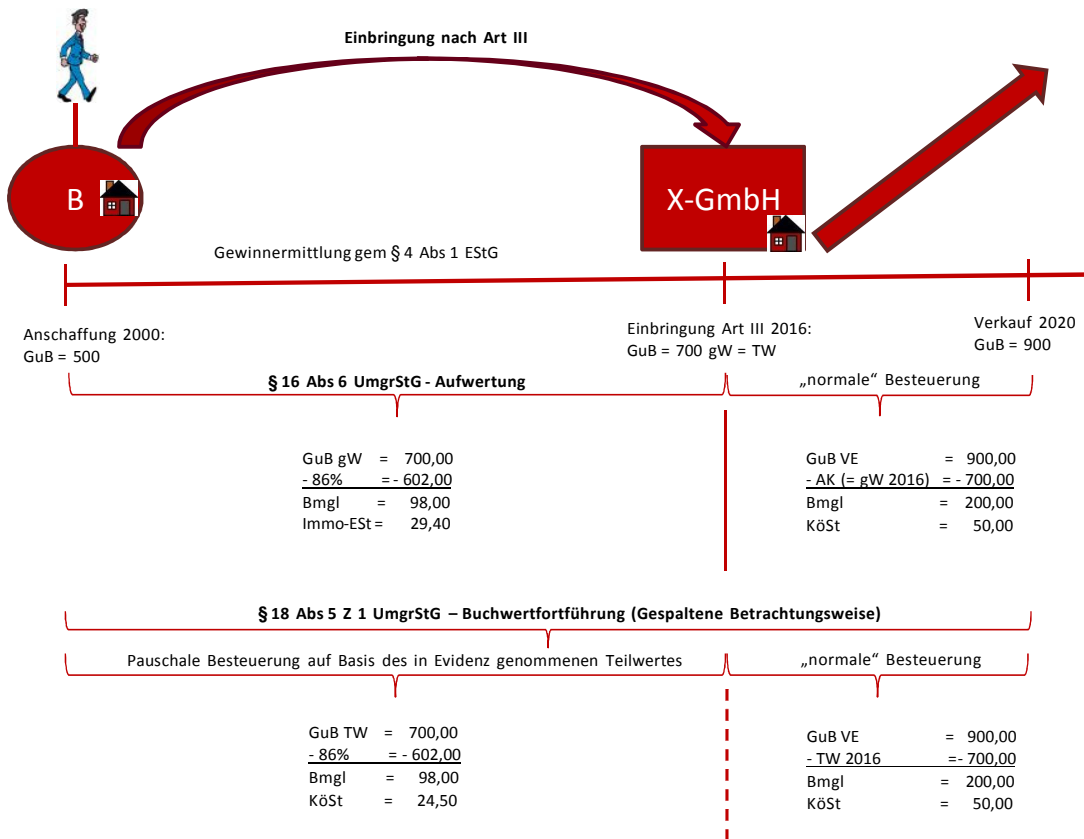 Einbringung nach Art III
B
X-GmbH
Gewinnermittlung gem § 4 Abs 1 EStG
Anschaffung 2000:
GuB = 500
Einbringung Art III 2016:
GuB = 700 gW = TW
Verkauf 2020
GuB = 900
§ 16 Abs 6 UmgrStG - Aufwertung
„normale“ Besteuerung
GuB gW = 700,00
- 86% = - 602,00
Bmgl = 98,00
Immo-ESt = 29,40
GuB VE = 900,00
- AK (= gW 2016) = - 700,00
Bmgl = 200,00
KöSt = 50,00
§ 18 Abs 5 Z 1 UmgrStG – Buchwertfortführung (Gespaltene Betrachtungsweise)
Pauschale Besteuerung auf Basis des in Evidenz genommenen Teilwertes
„normale“ Besteuerung
GuB TW = 700,00
- 86% = - 602,00
Bmgl = 98,00
KöSt = 24,50
GuB VE = 900,00
- TW 2016 = - 700,00
Bmgl = 200,00
KöSt = 50,00